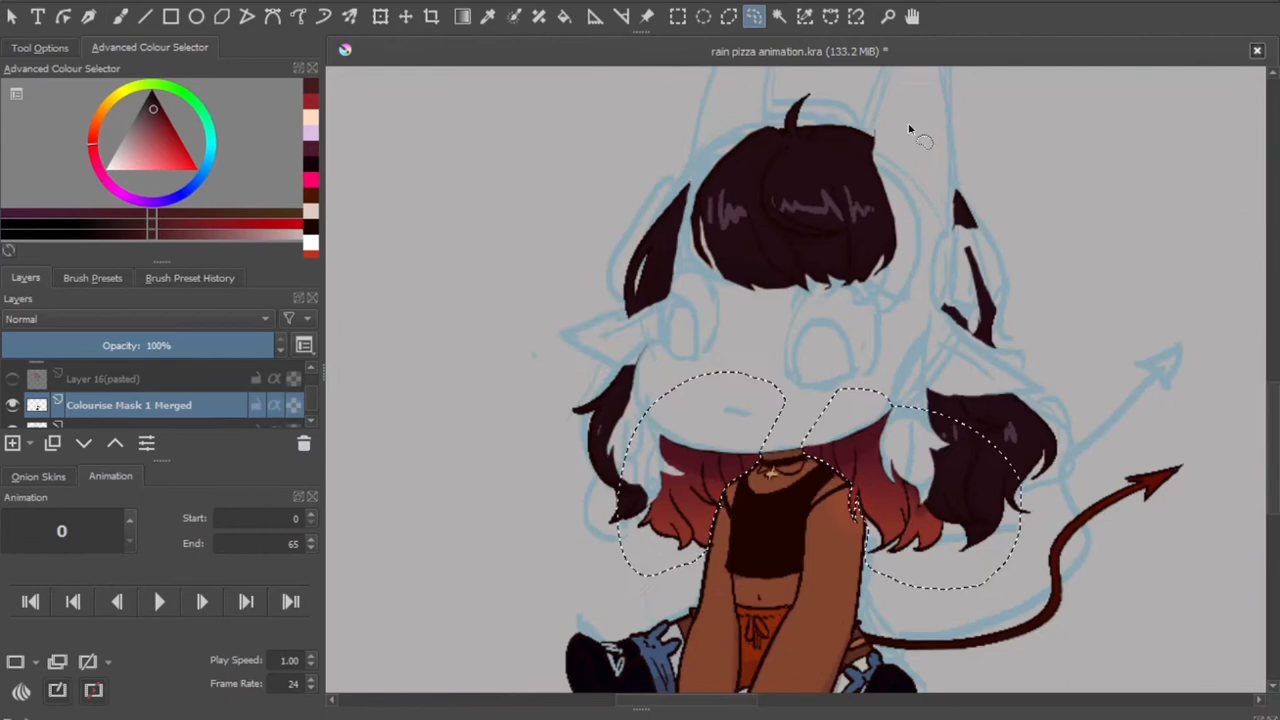 rain pizza animation.kra (133.2 MiB) *
Tool Options
Advanced Colour Selector
Advanced Colour Selector
Layers
Brush Presets
Brush Preset History
Layers
Normal
Opacity: 100%
Layer 16(pasted)
Colourise Mask 1 Merged
Onion Skins
Animation
Animation
0
Start: 0
End: 65
Play Speed: 1.00
Frame Rate: 24